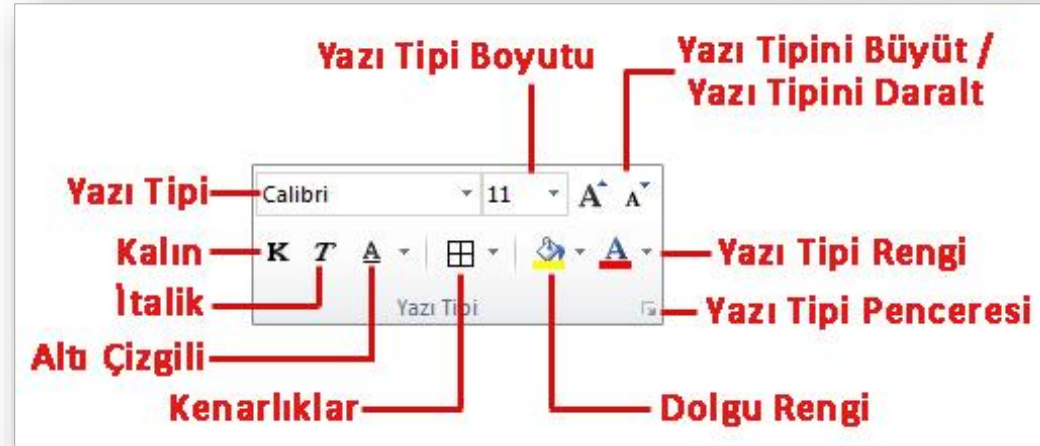 Yazı Tipi Boyutu
Yazı Tipini Büyüt /
Yazı Tipini Daralt
Yazı Tipi
Calibri
11
A A
Kalın
K T A
A
Yazı Tipi Rengi
İtalik
Yazı Tipi
Yazı Tipi Penceresi
Altı Çizgili
Kenarlıklar
Dolgu Rengi